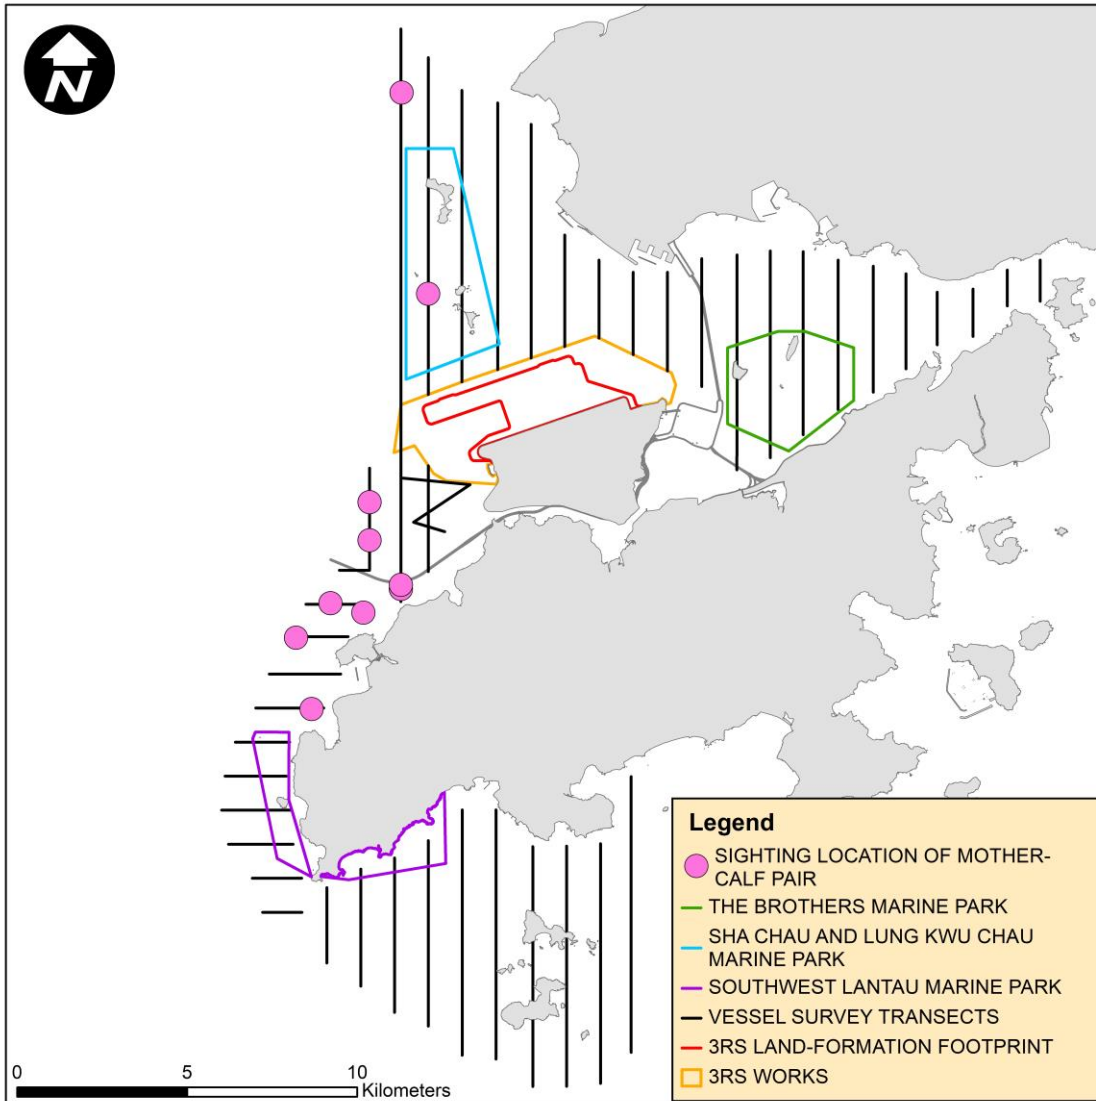 N
Legend
SIGHTING LOCATION OF MOTHER-
CALF PAIR
THE BROTHERS MARINE PARK
SHA CHAU AND LUNG KWU CHAU
MARINE PARK
SOUTHWEST LANTAU MARINE PARK
VESSEL SURVEY TRANSECTS
3RS LAND-FORMATION FOOTPRINT
3RS WORKS
0 5 10
Kilometers